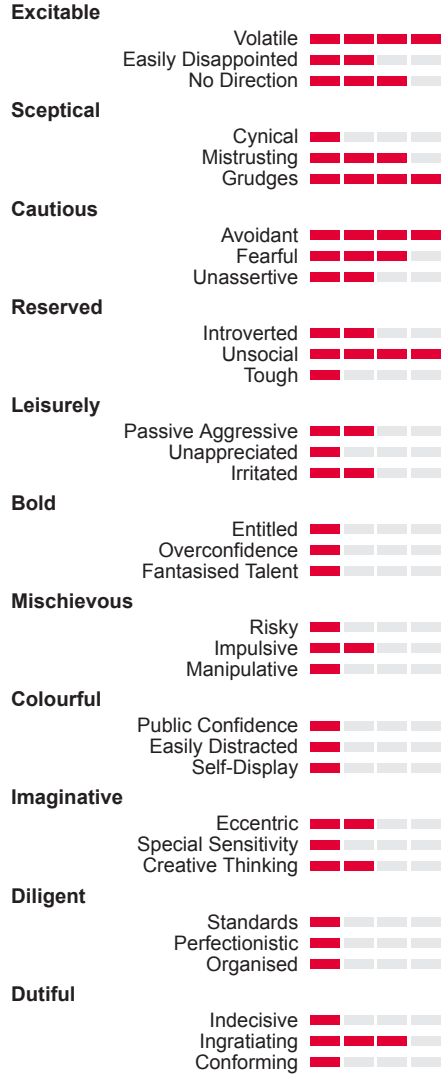 Excitable
Volatile
Easily Disappointed
No Direction
Sceptical
Cynical
Mistrusting
Grudges
Cautious
Avoidant
Fearful
Unassertive
Reserved
Introverted
Unsocial
Tough
Leisurely
Passive Aggressive
Unappreciated
Irritated
Bold
Entitled
Overconfidence
Fantasised Talent
Mischievous
Risky
Impulsive
Manipulative
Colourful
Public Confidence
Easily Distracted
Self-Display
Imaginative
Eccentric
Special Sensitivity
Creative Thinking
Diligent
Standards
Perfectionistic
Organised
Dutiful
Indecisive
Ingratiating
Conforming